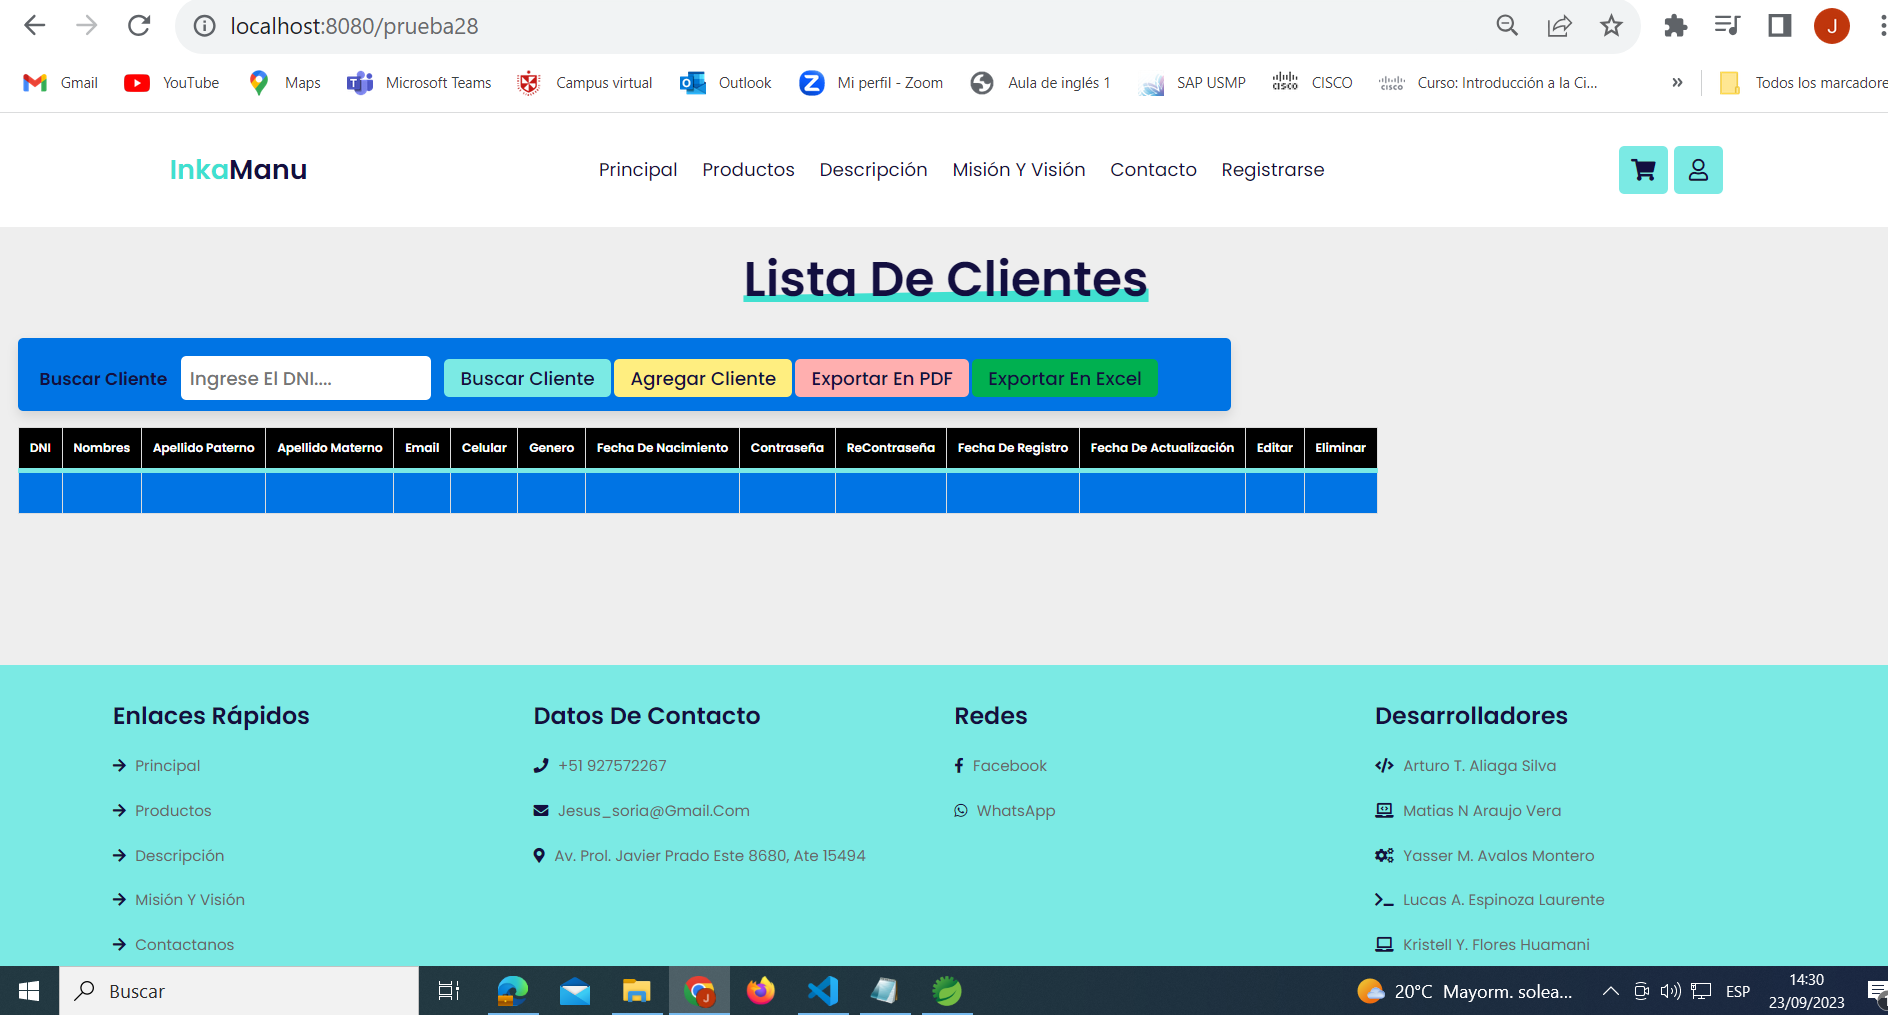 localhost:8080/prueba28
J
Gmail YouTube Maps Microsoft Teams Campus virtual Outlook Mi perfil - Zoom Aula de inglés 1 SAP USMP CISCO Curso: Introducción a la Ci... » Todos los marcadore
InkaManu Principal Productos Descripción Misión Y Visión Contacto Registrarse
Lista De Clientes
Buscar Cliente Ingrese El DNI.... Buscar Cliente Agregar Cliente Exportar En PDF Exportar En Excel
DNI Nombres Apellido Paterno Apellido Materno Email Celular Genero Fecha De Nacimiento Contraseña ReContraseña Fecha De Registro Fecha De Actualización Editar Eliminar
Enlaces Rápidos
Principal
Productos
Descripción
Misión Y Visión
Contactanos
Datos De Contacto
+51 927572267
Jesus_soria@Gmail.Com
Av. Prol. Javier Prado Este 8680, Ate 15494
Redes
Facebook
WhatsApp
Desarrolladores
Arturo T. Aliaga Silva
Matias N Araujo Vera
Yasser M. Avalos Montero
Lucas A. Espinoza Laurente
Kristell Y. Flores Huamani
Buscar
20°C Mayorm. solea...
ESP
14:30
23/09/2023